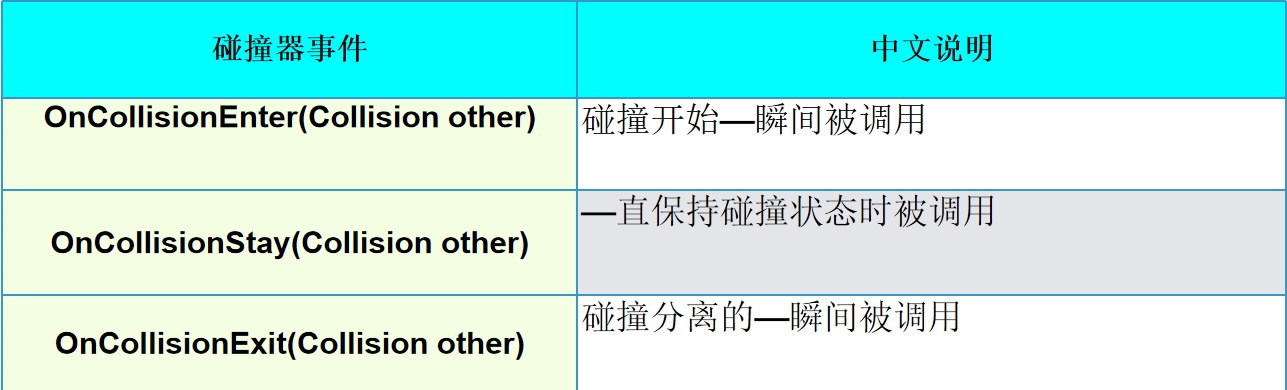 碰撞器事件
中文说明
OnCollisionEnter(Collision other)
碰撞开始—瞬间被调用
OnCollisionStay(Collision other)
—直保持碰撞状态时被调用
OnCollisionExit(Collision other)
碰撞分离的—瞬间被调用